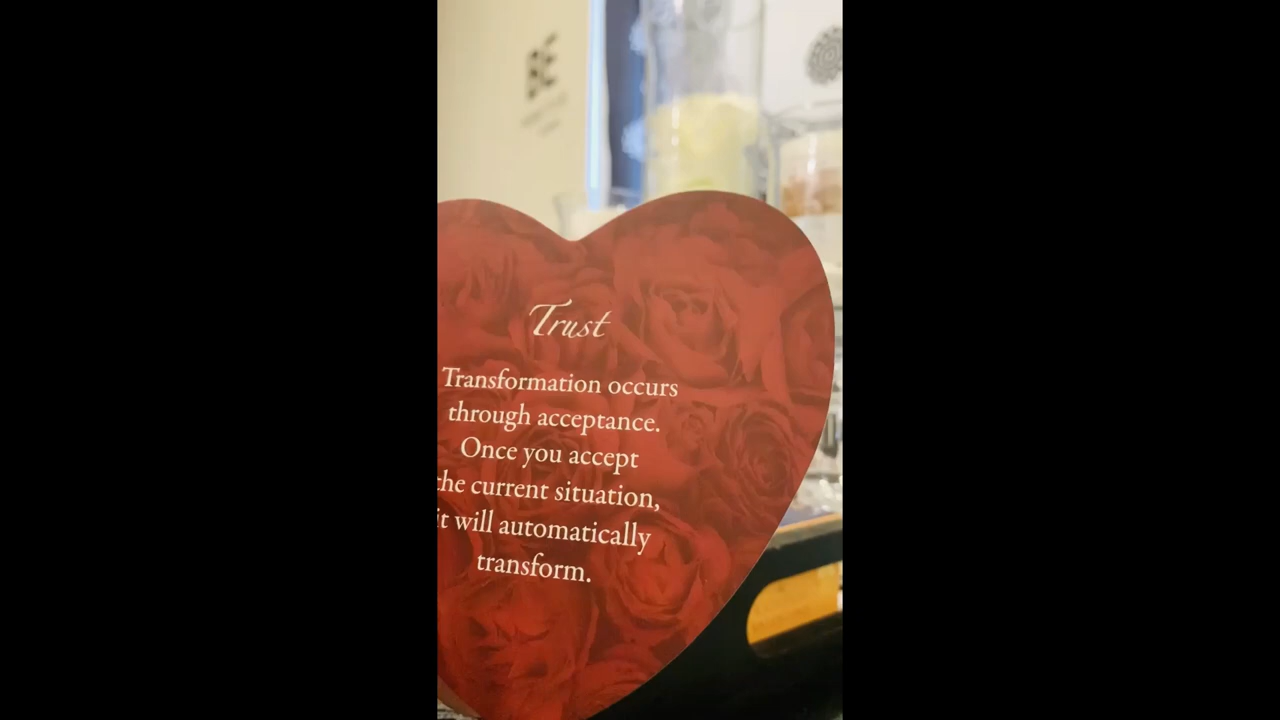 Trust
Transformation occurs
through acceptance.
Once you accept
the current situation,
it will automatically
transform.